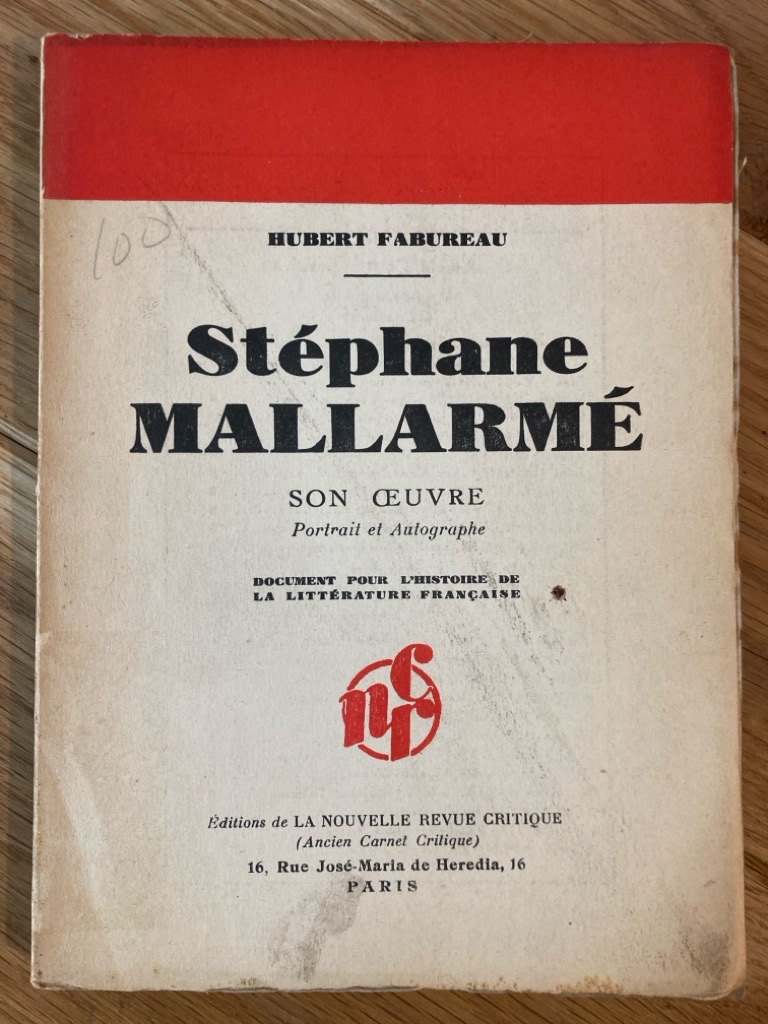 100
HUBERT FABUREAU
Stéphane
MALLARMÉ
SON ŒUVRE
Portrait et Autographe
DOCUMENT POUR L'HISTOIRE DE
LA LITTÉRATURE FRANÇAISE
nrc
Éditions de LA NOUVELLE REVUE CRITIQUE
(Ancien Carnet Critique)
16, Rue José-Maria de Heredia, 16
PARIS